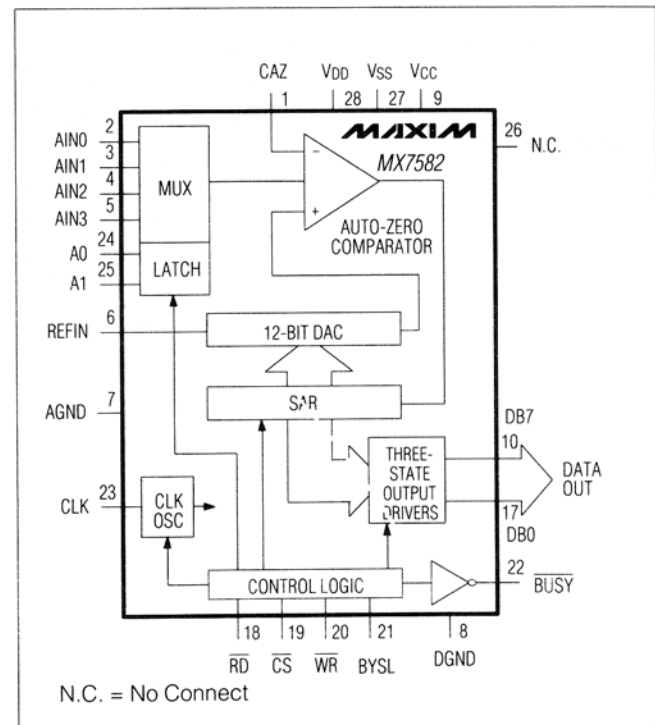 CAZ VDD VSS VCC
1 28 27 9
MAXIM
MX7582
26
N.C.
2
AIN0
3
AIN1
4
AIN2
5
AIN3
24
A0
25
A1
MUX
LATCH
−
+
AUTO-ZERO
COMPARATOR
6
REFIN
12-BIT DAC
7
AGND
SAR
DB7
10
THREE-
STATE
OUTPUT
DRIVERS
DATA
OUT
17
DB0
23
CLK
CLK
OSC
CONTROL LOGIC
22
BUSY
18 19 20 21 8
RD CS WR BYSL DGND
N.C. = No Connect